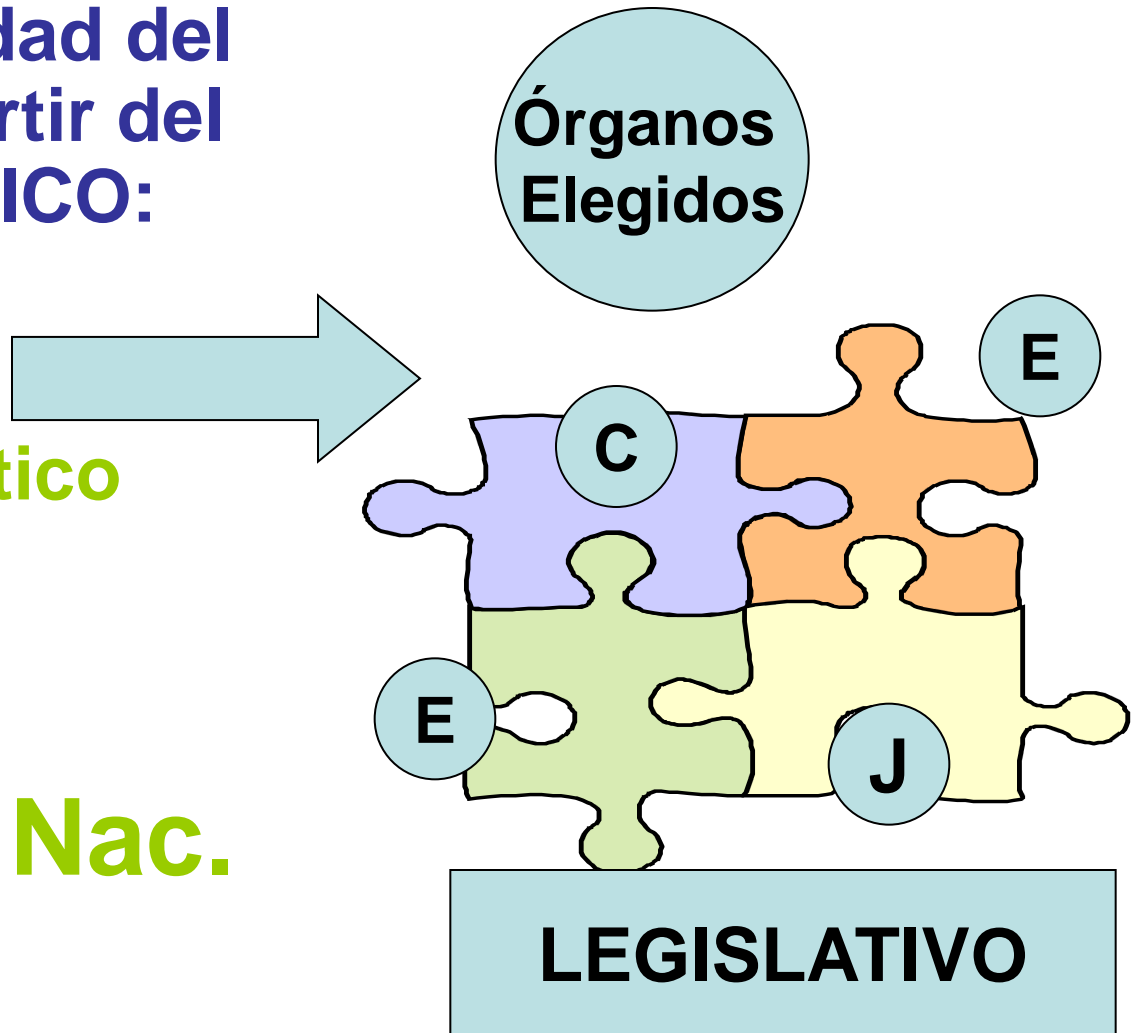 dad del
rtir del
ICO:
Órganos
Elegidos
E
C
tico
E
J
Nac.
LEGISLATIVO